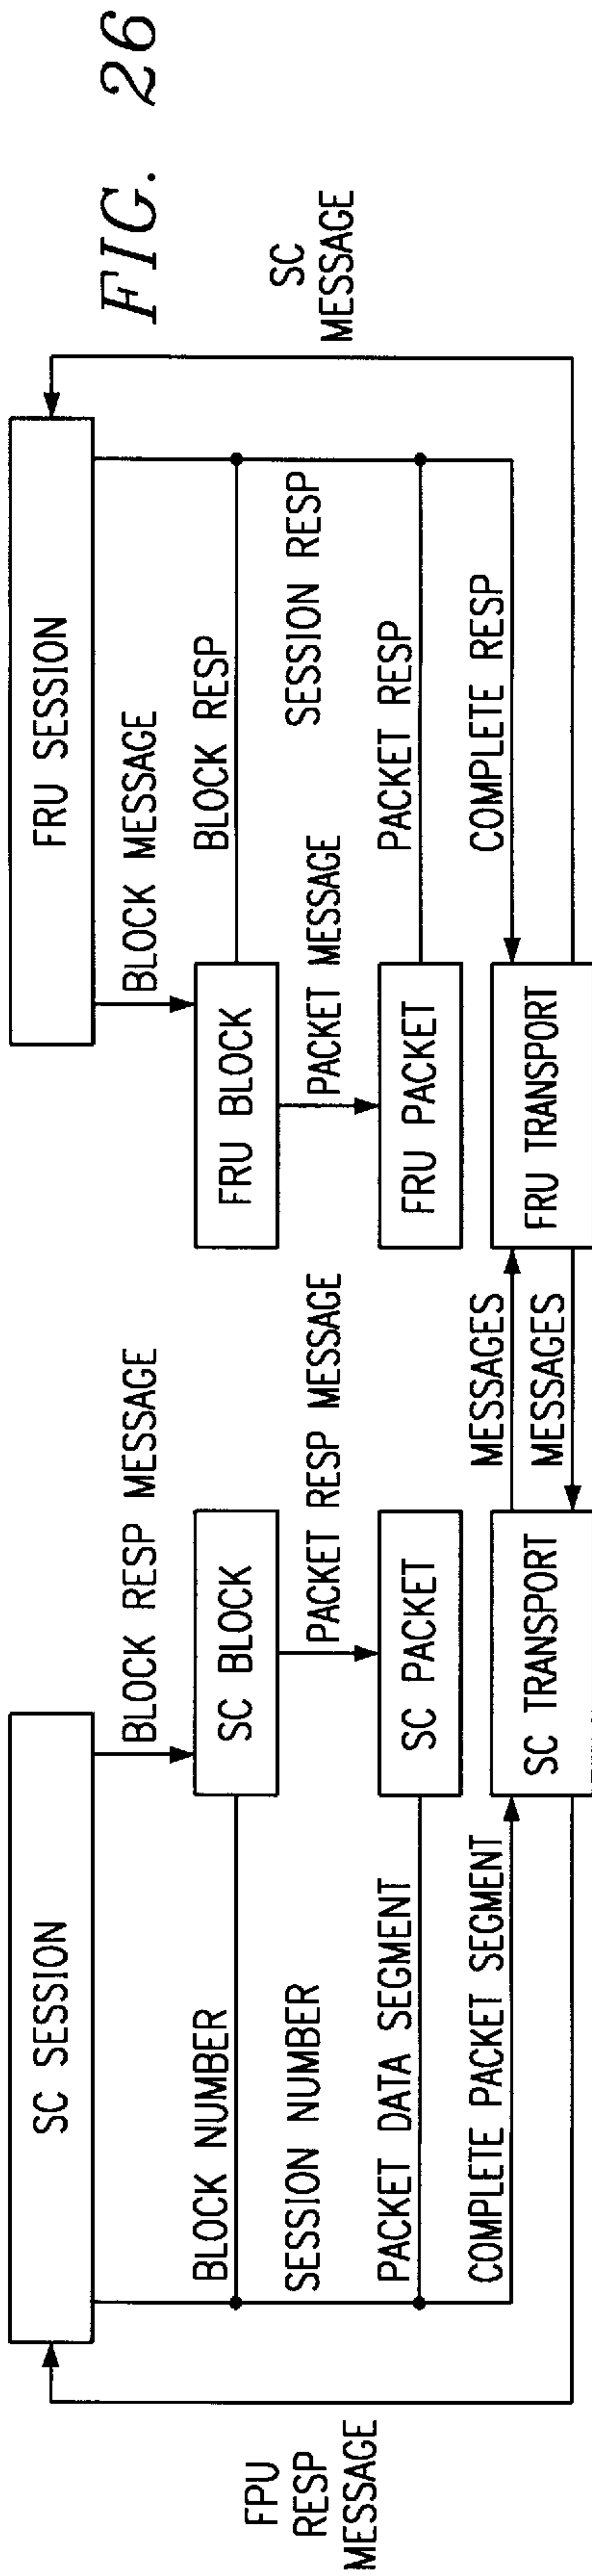 FIG. 26
SC SESSION
FRU SESSION
BLOCK RESP MESSAGE
BLOCK MESSAGE
BLOCK NUMBER
SC BLOCK
FRU BLOCK
BLOCK RESP
FPU
RESP
MESSAGE
SESSION NUMBER
PACKET RESP MESSAGE
PACKET MESSAGE
SESSION RESP
SC
MESSAGE
PACKET DATA SEGMENT
SC PACKET
FRU PACKET
PACKET RESP
COMPLETE PACKET SEGMENT
SC TRANSPORT
MESSAGES
MESSAGES
FRU TRANSPORT
COMPLETE RESP